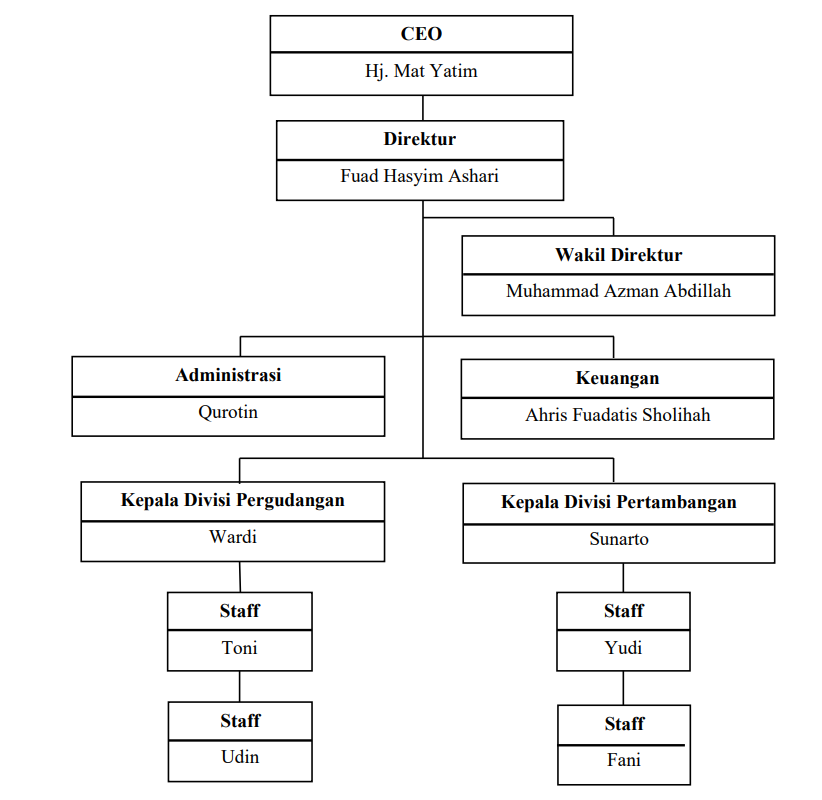 CEO
Hj. Mat Yatim
Direktur
Fuad Hasyim Ashari
Wakil Direktur
Muhammad Azman Abdillah
Administrasi
Qurotin
Keuangan
Ahris Fuadatis Sholihah
Kepala Divisi Pergudangan
Wardi
Kepala Divisi Pertambangan
Sunarto
Staff
Toni
Staff
Yudi
Staff
Udin
Staff
Fani